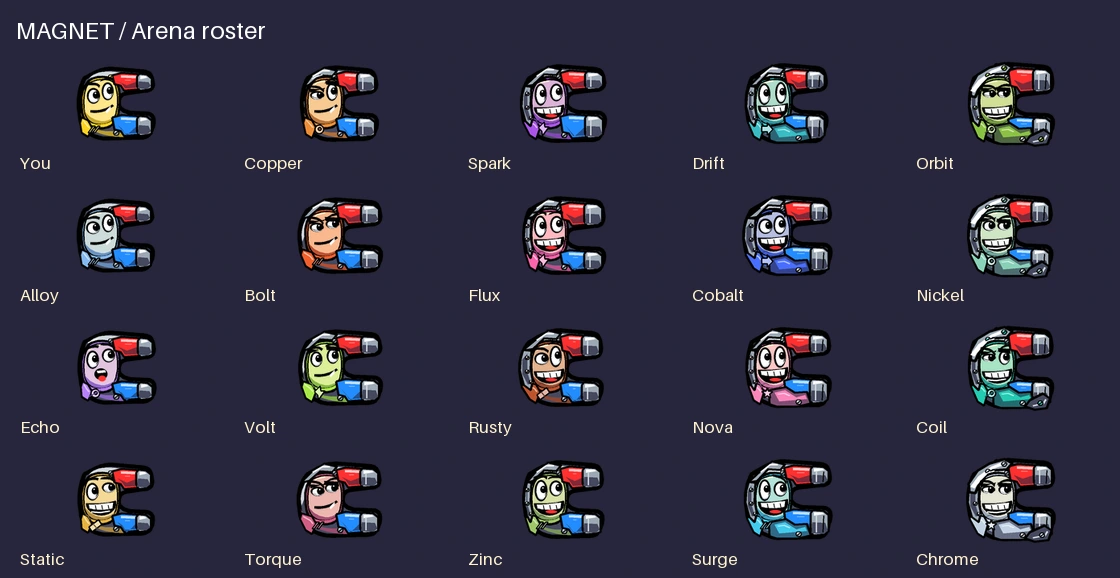 MAGNET / Arena roster
You
Copper
Spark
Drift
Orbit
Alloy
Bolt
Flux
Cobalt
Nickel
Echo
Volt
Rusty
Nova
Coil
Static
Torque
Zinc
Surge
Chrome